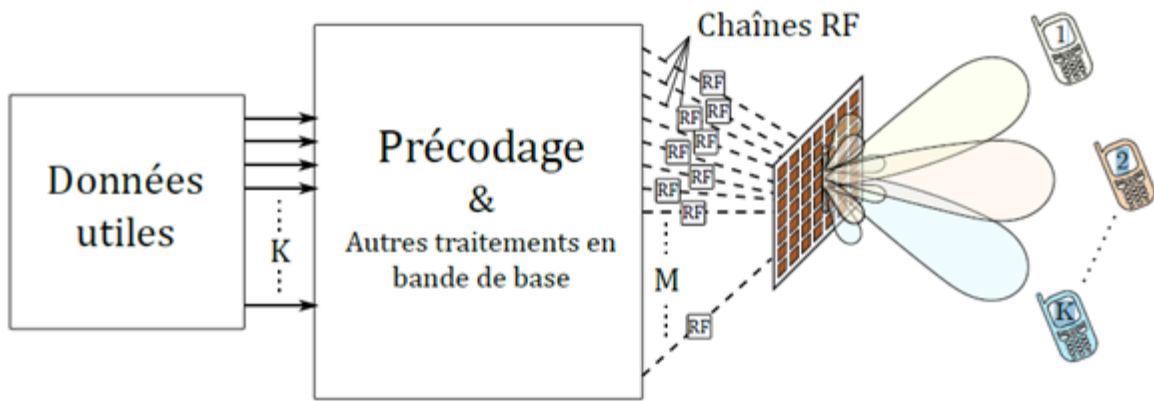 Données
utiles
K
Précodage
&
Autres traitements en
bande de base
Chaînes RF
RF
RF
RF
RF
RF
RF
RF
RF
RF
M
1
2
K